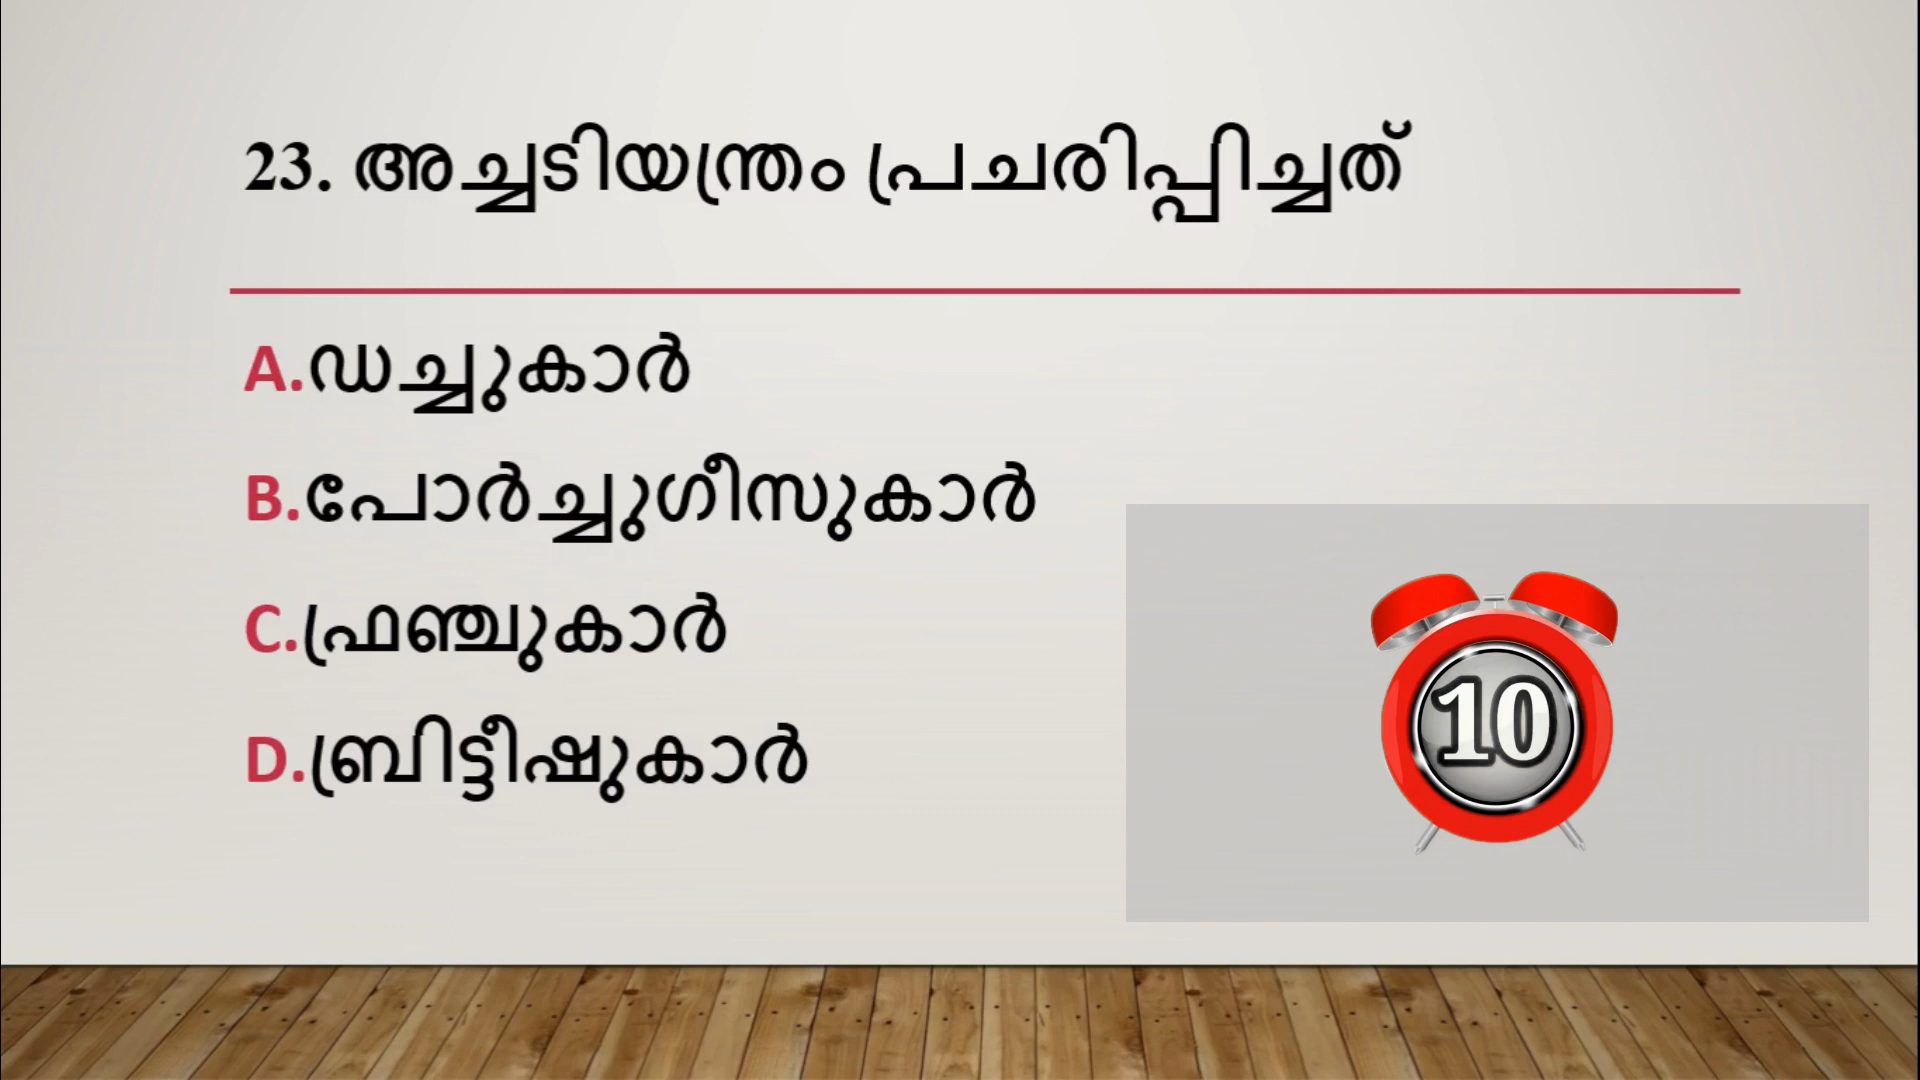 23. അച്ചടിയന്ത്രം പ്രചരിപ്പിച്ചത്
A.ഡച്ചുകാർ
B.പോർച്ചുഗീസുകാർ
C.ഫ്രഞ്ചുകാർ
D.ബ്രിട്ടീഷുകാർ
10